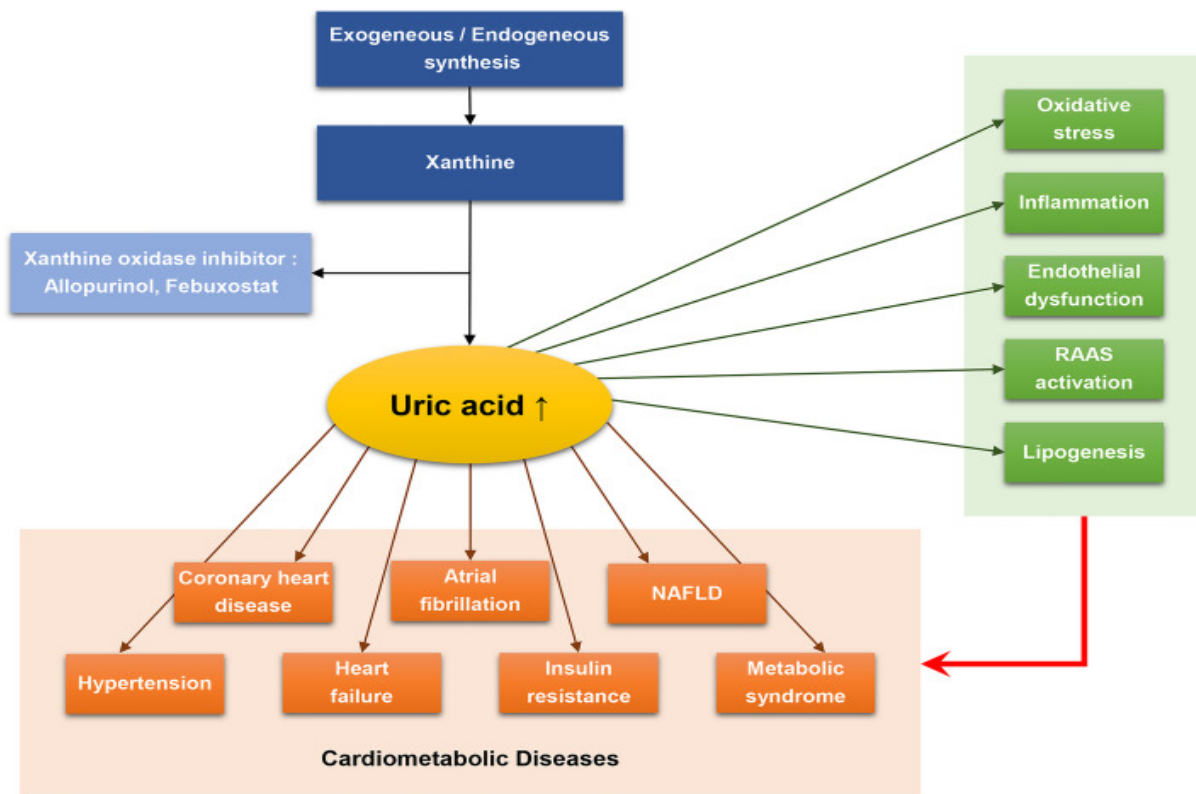 Exogeneous / Endogeneous
synthesis
Xanthine
Xanthine oxidase inhibitor :
Allopurinol, Febuxostat
Uric acid ↑
Oxidative
stress
Inflammation
Endothelial
dysfunction
RAAS
activation
Lipogenesis
Coronary heart
disease
Atrial
fibrillation
NAFLD
Hypertension
Heart
failure
Insulin
resistance
Metabolic
syndrome
Cardiometabolic Diseases